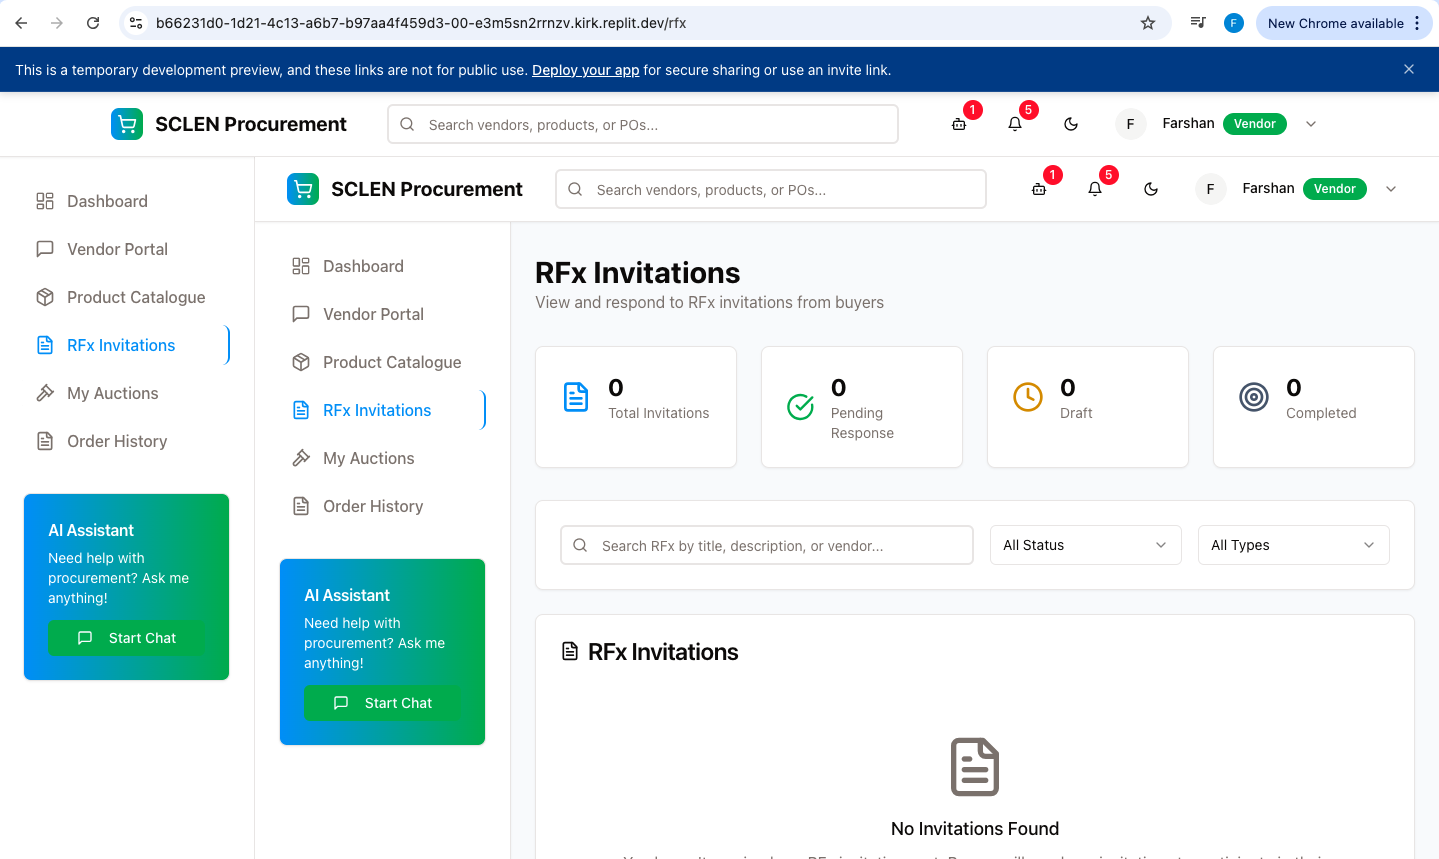 b66231d0-1d21-4c13-a6b7-b97aa4f459d3-00-e3m5sn2rrnzv.kirk.replit.dev/rfx
F
New Chrome available
This is a temporary development preview, and these links are not for public use. Deploy your app for secure sharing or use an invite link.
SCLEN Procurement
Search vendors, products, or POs...
1
5
F
Farshan
Vendor
Dashboard
Vendor Portal
Product Catalogue
RFx Invitations
My Auctions
Order History
AI Assistant
Need help with
procurement? Ask me
anything!
Start Chat
SCLEN Procurement
Search vendors, products, or POs...
1
5
F
Farshan
Vendor
Dashboard
Vendor Portal
Product Catalogue
RFx Invitations
My Auctions
Order History
AI Assistant
Need help with
procurement? Ask me
anything!
Start Chat
RFx Invitations
View and respond to RFx invitations from buyers
0
Total Invitations
0
Pending
Response
0
Draft
0
Completed
Search RFx by title, description, or vendor...
All Status
All Types
RFx Invitations
No Invitations Found